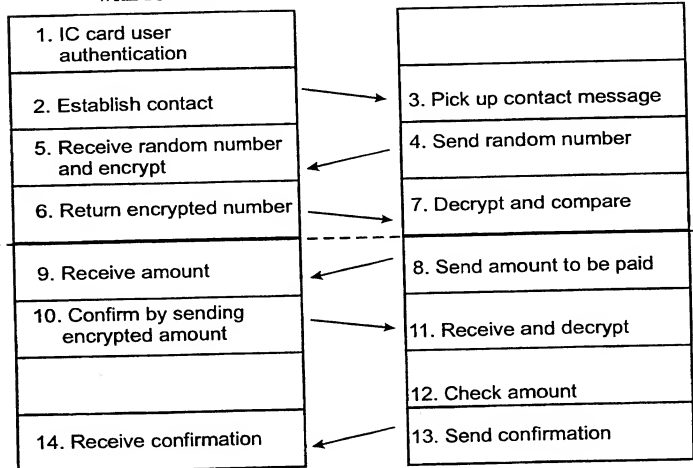 1. IC card user
authentication
2. Establish contact
3. Pick up contact message
5. Receive random number
and encrypt
4. Send random number
6. Return encrypted number
7. Decrypt and compare
9. Receive amount
8. Send amount to be paid
10. Confirm by sending
encrypted amount
11. Receive and decrypt
12. Check amount
14. Receive confirmation
13. Send confirmation